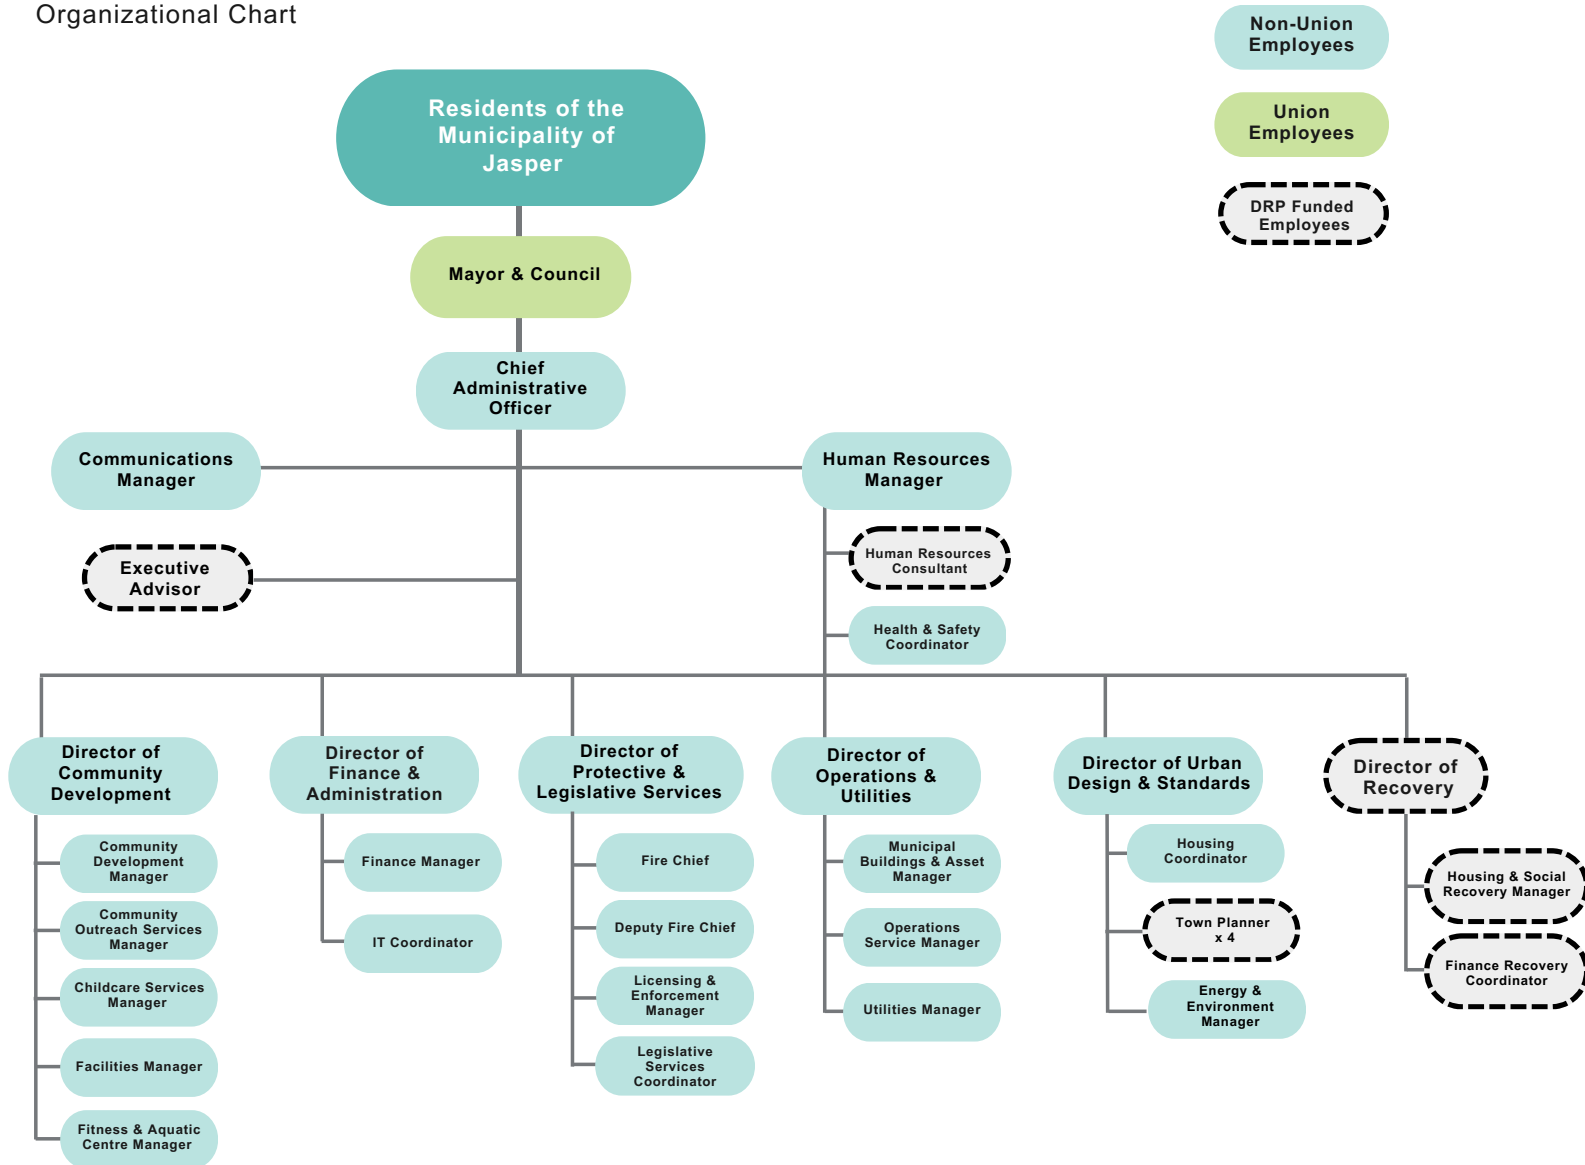 Organizational Chart
Non-Union
Employees
Union
Employees
DRP Funded
Employees
Residents of the
Municipality of
Jasper
Mayor & Council
Chief
Administrative
Officer
Communications
Manager
Human Resources
Manager
Executive
Advisor
Human Resources
Consultant
Health & Safety
Coordinator
Director of
Community
Development
Community
Development
Manager
Community
Outreach Services
Manager
Childcare Services
Manager
Facilities Manager
Fitness & Aquatic
Centre Manager
Director of
Finance &
Administration
Finance Manager
IT Coordinator
Director of
Protective &
Legislative Services
Fire Chief
Deputy Fire Chief
Licensing &
Enforcement
Manager
Legislative
Services
Coordinator
Director of
Operations &
Utilities
Municipal
Buildings & Asset
Manager
Operations
Service Manager
Utilities Manager
Director of Urban
Design & Standards
Housing
Coordinator
Town Planner
x 4
Energy &
Environment
Manager
Director of
Recovery
Housing & Social
Recovery Manager
Finance Recovery
Coordinator